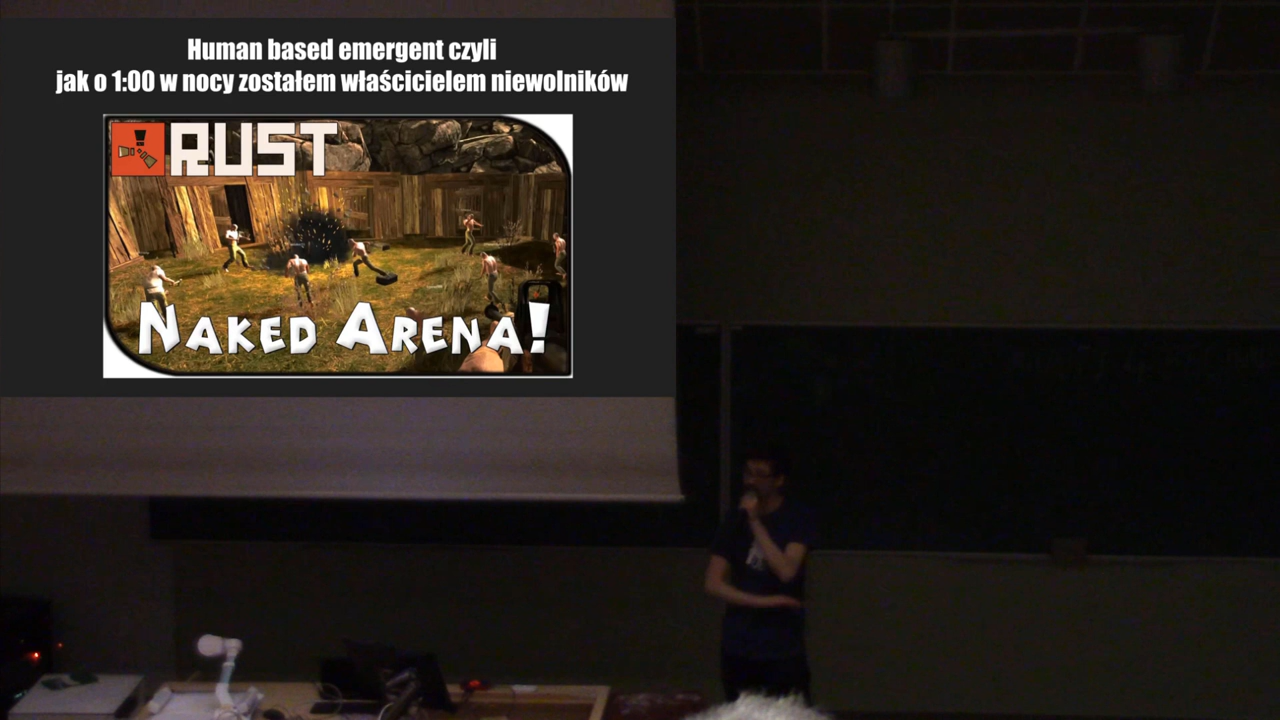 Human based emergent czyli
jak o 1:00 w nocy zostałem właścicielem niewolników
RUST
NAKED ARENA!